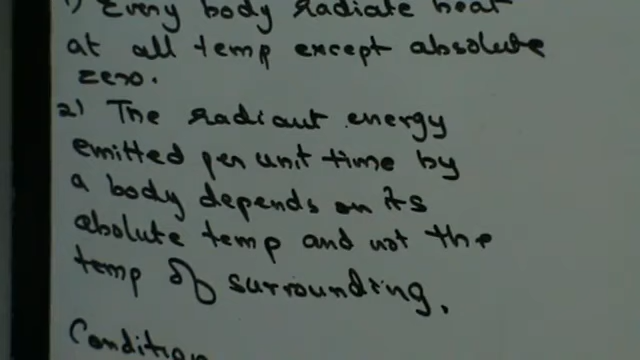 1) Every body radiate heat
at all temp except absolute
zero.
2) The radiant energy
emitted per unit time by
a body depends on its
absolute temp and not the
temp of surrounding.
Condition